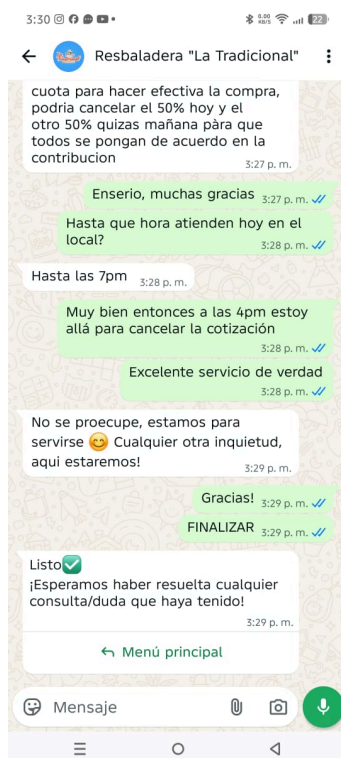 3:30
0.00
KB/S
22
Resbaladera "La Tradicional"
cuota para hacer efectiva la compra,
podria cancelar el 50% hoy y el
otro 50% quizas mañana pàra que
todos se pongan de acuerdo en la
contribucion
3:27 p. m.
Enserio, muchas gracias 3:27 p. m.
Hasta que hora atienden hoy en el
local?
3:28 p. m.
Hasta las 7pm 3:28 p. m.
Muy bien entonces a las 4pm estoy
allá para cancelar la cotización
3:28 p. m.
Excelente servicio de verdad
3:28 p. m.
No se proecupe, estamos para
servirse 😊 Cualquier otra inquietud,
aqui estaremos!
3:29 p. m.
Gracias! 3:29 p. m.
FINALIZAR 3:29 p. m.
Listo✅
¡Esperamos haber resuelta cualquier
consulta/duda que haya tenido!
3:29 p. m.
Menú principal
Mensaje